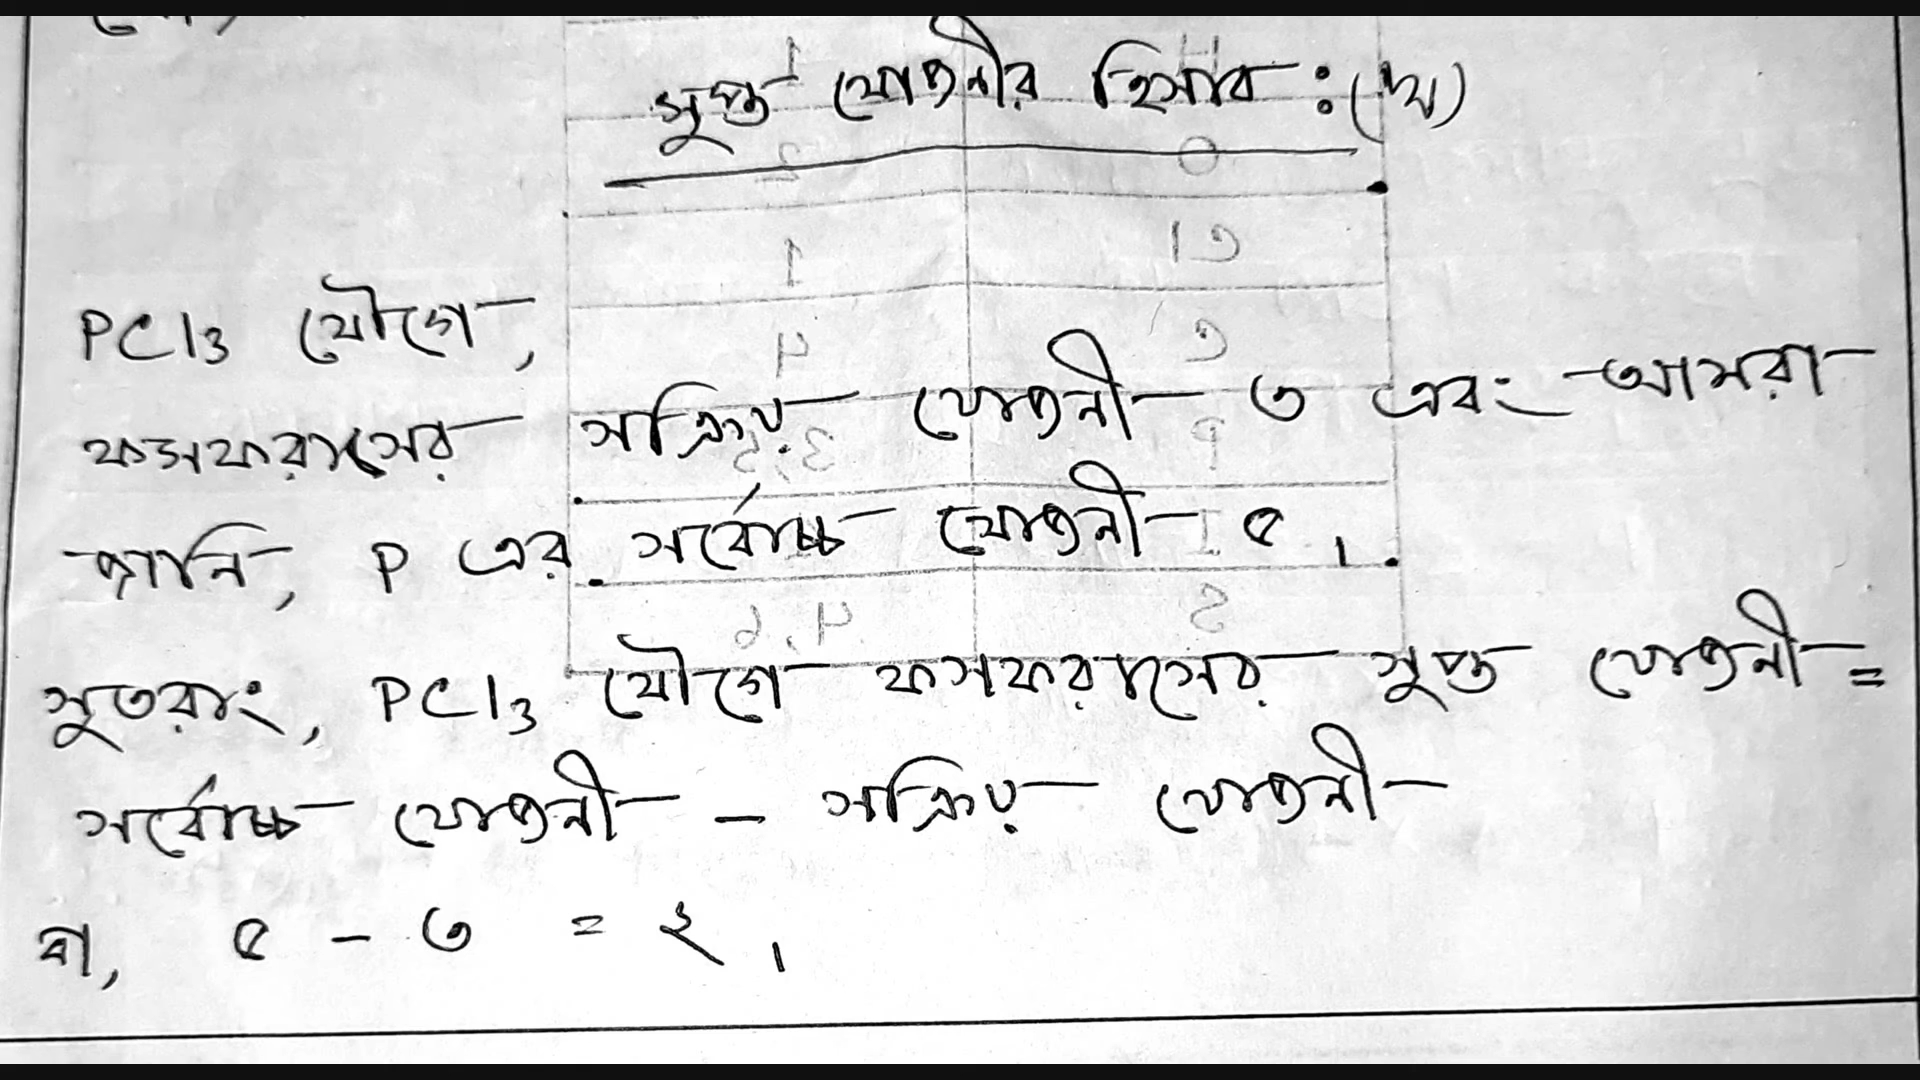 সুপ্ত যোজনীর হিসাব : (খ)
PCl3 যৌগে,
ফসফরাসের সক্রিয় যোজনী ৩ এবং আমরা
জানি, P এর সর্বোচ্চ যোজনী ৫ ।
সুতরাং, PCl3 যৌগে ফসফরাসের সুপ্ত যোজনী =
সর্বোচ্চ যোজনী - সক্রিয় যোজনী
বা, ৫ - ৩ = ২ ।